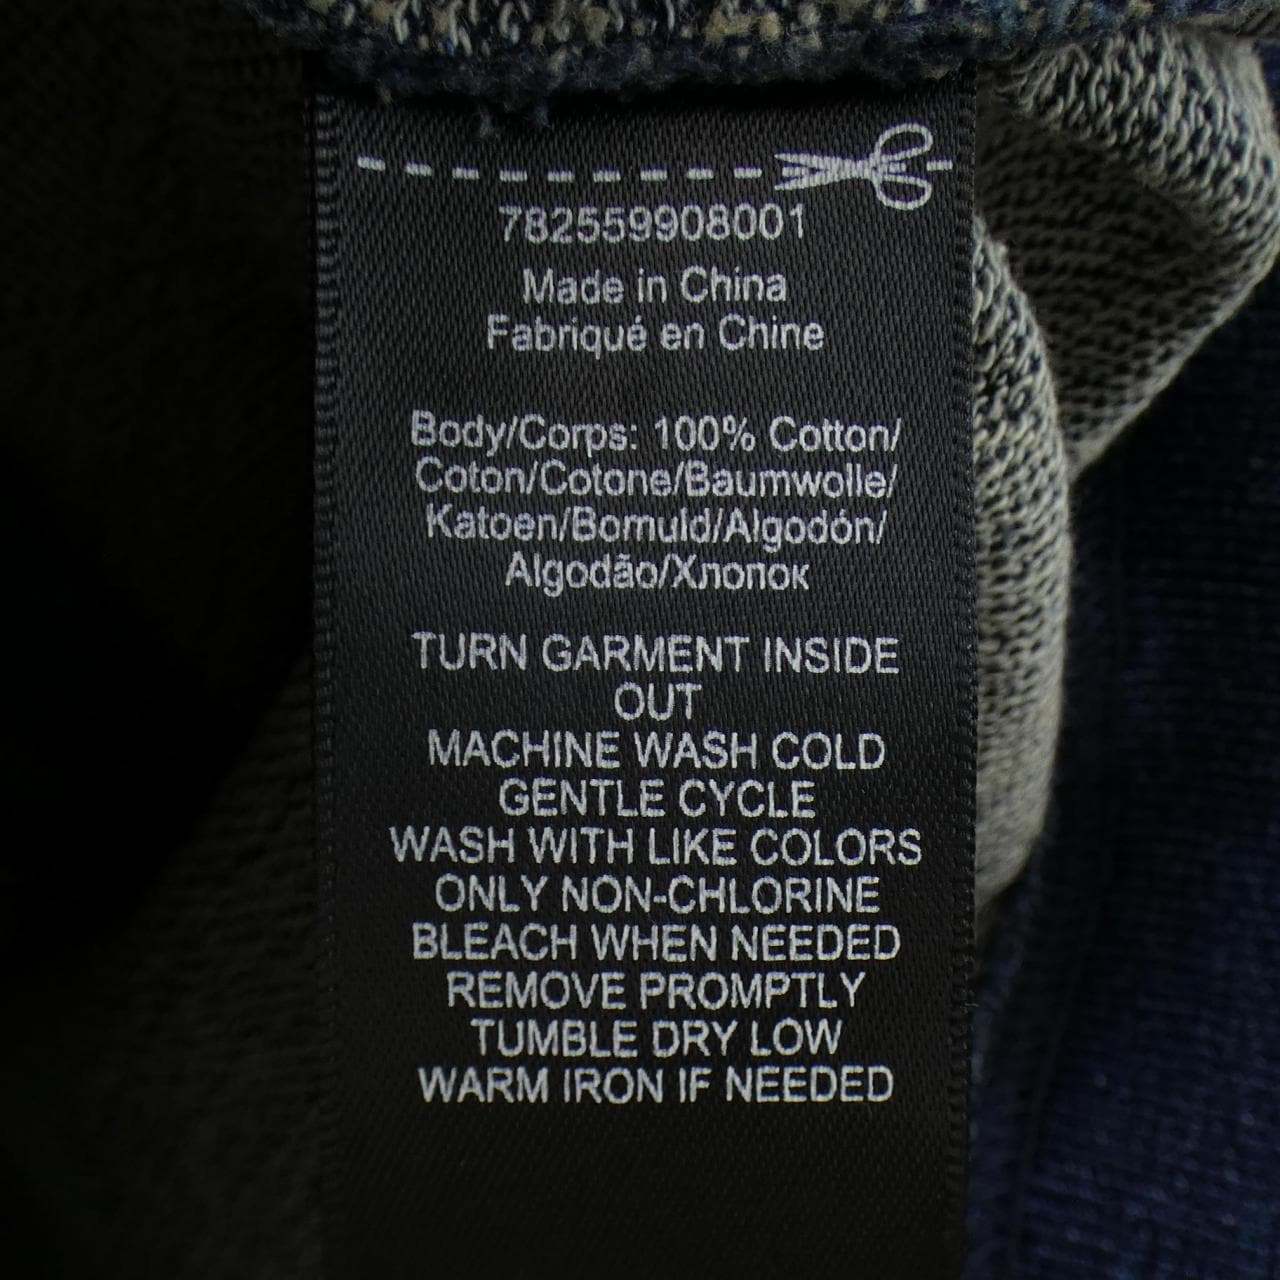 782559908001
Made in China
Fabriqué en Chine
Body/Corps: 100% Cotton/
Coton/Cotone/Baumwolle/
Katoen/Bomuld/Algodón/
Algodão/Хлопок
TURN GARMENT INSIDE
OUT
MACHINE WASH COLD
GENTLE CYCLE
WASH WITH LIKE COLORS
ONLY NON-CHLORINE
BLEACH WHEN NEEDED
REMOVE PROMPTLY
TUMBLE DRY LOW
WARM IRON IF NEEDED